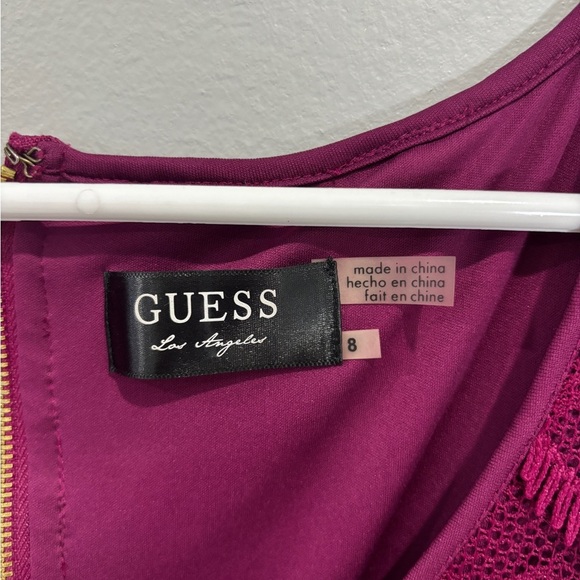 GUESS
Los Angeles
made in china
hecho en china
fait en chine
8